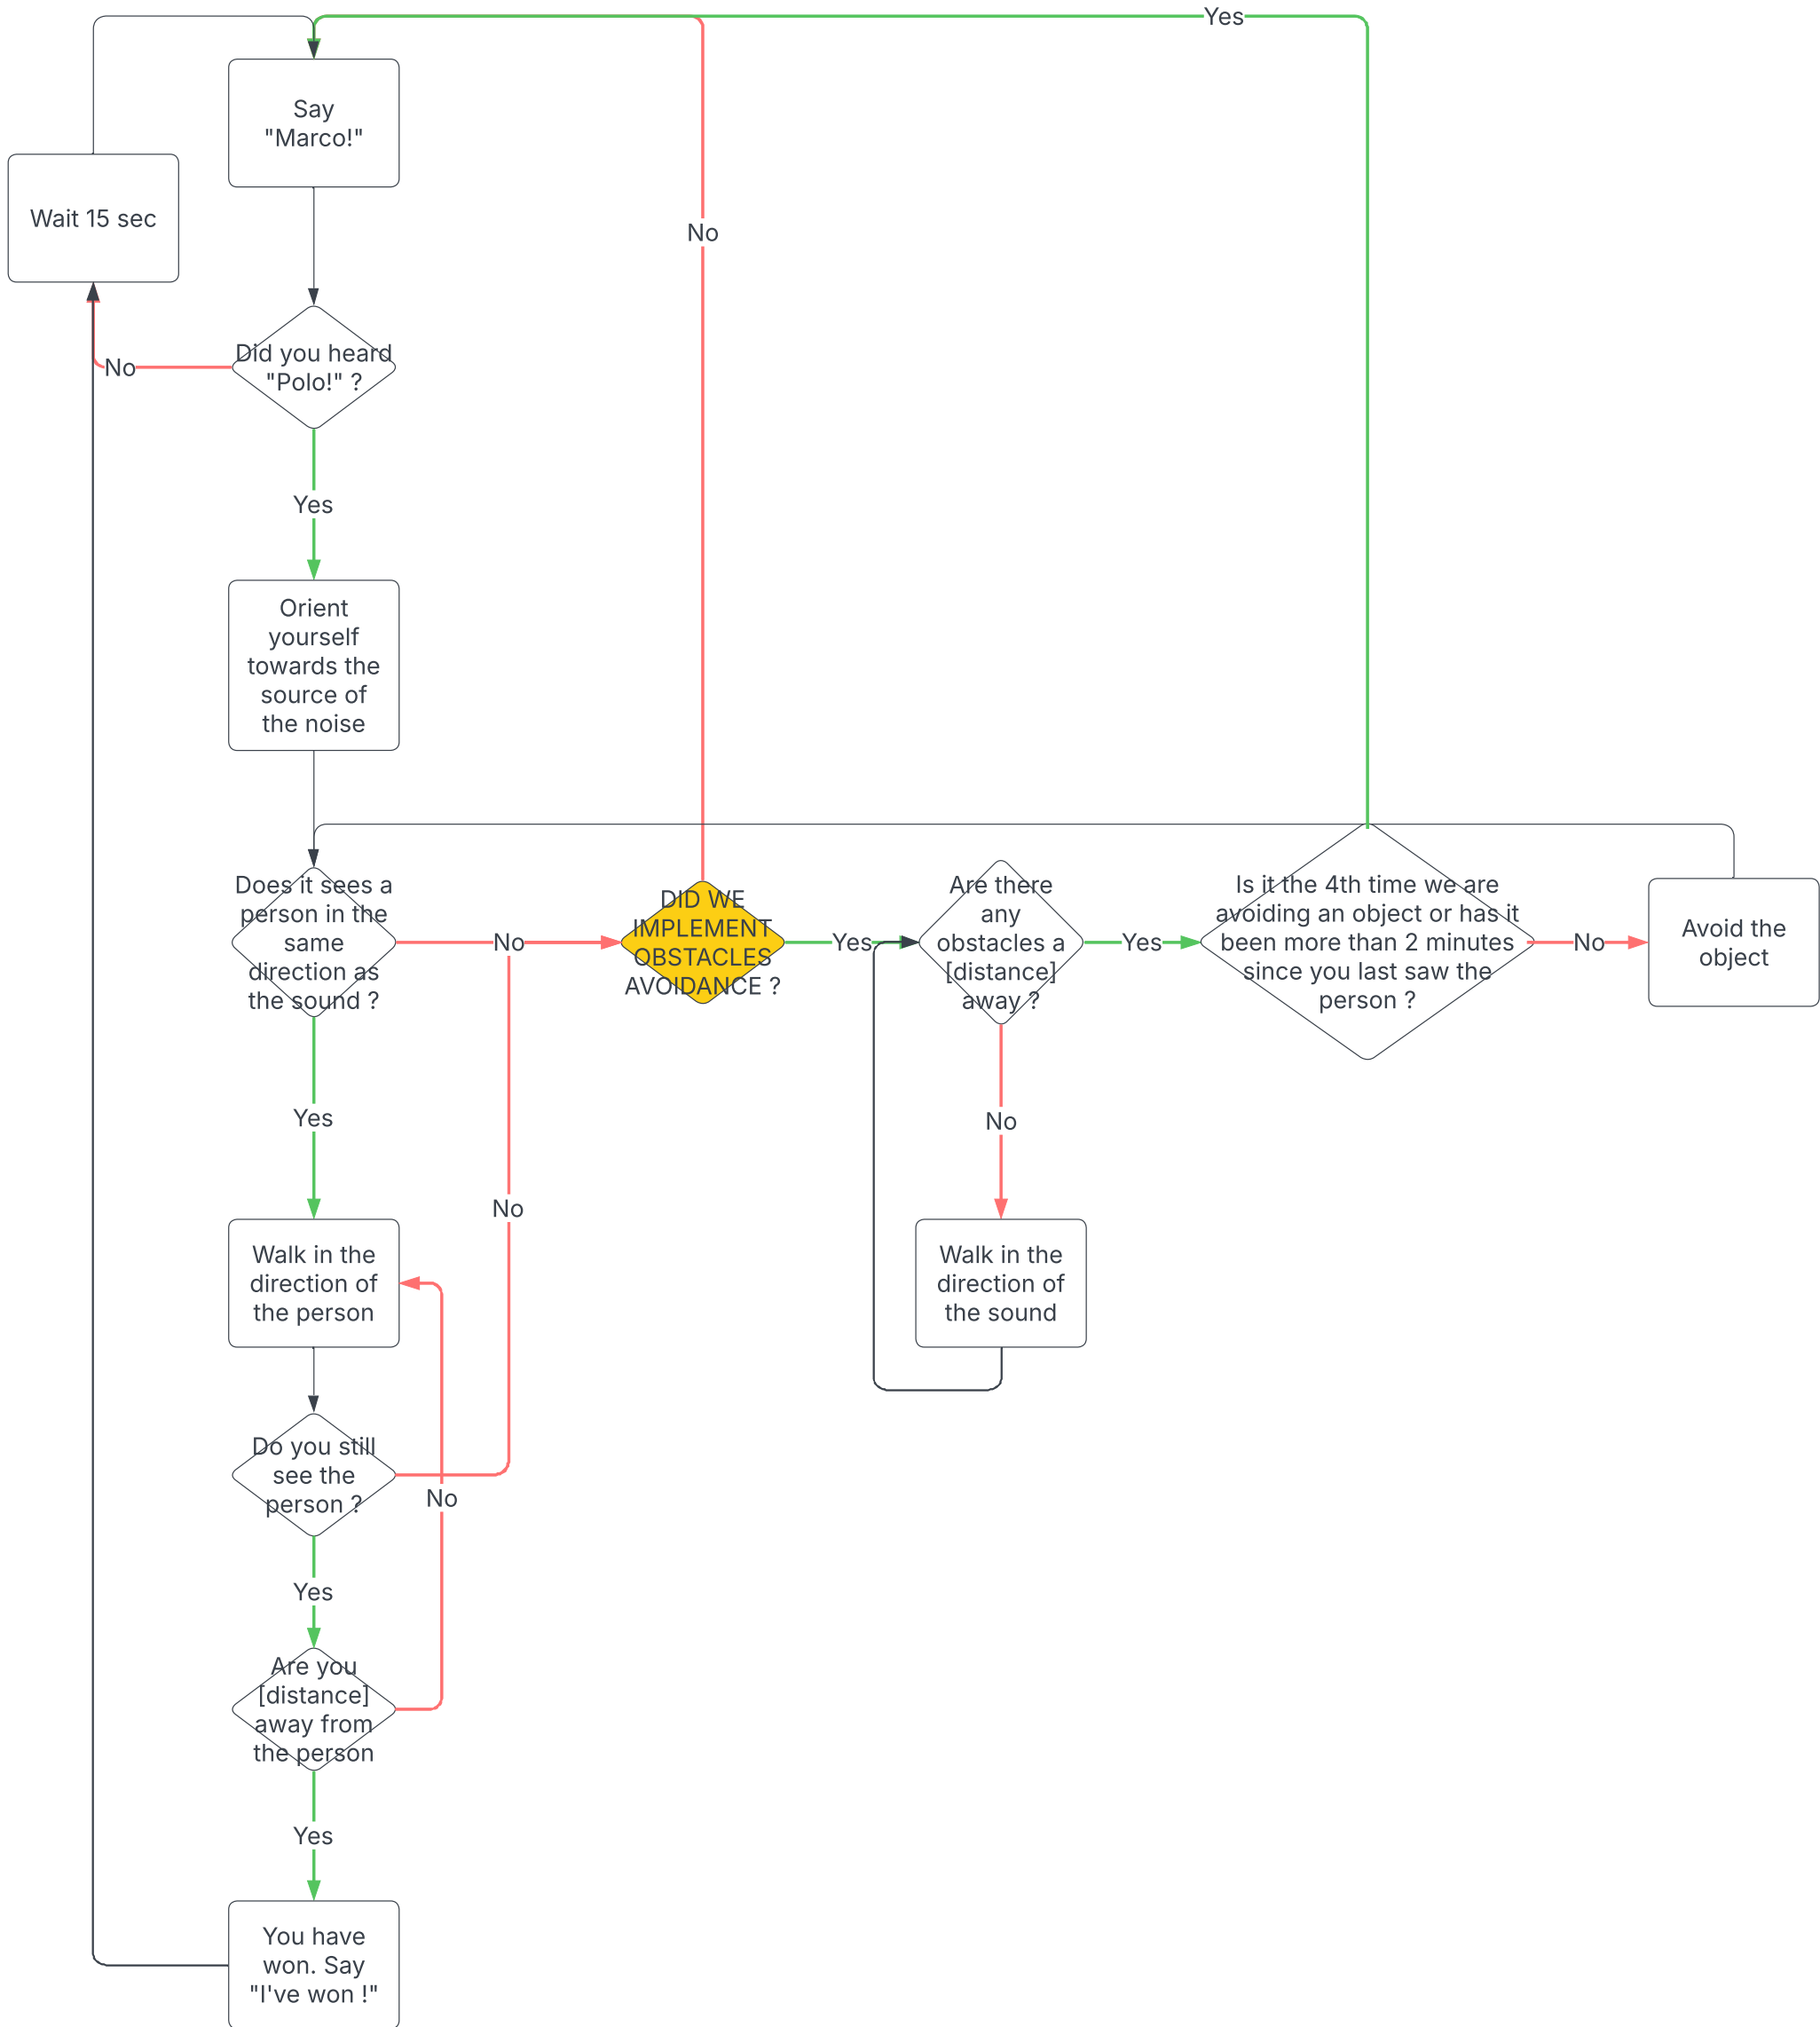 Yes
Say
"Marco!"
Wait 15 sec
No
Did you heard
"Polo!" ?
No
Yes
Orient
yourself
towards the
source of
the noise
Does it sees a
person in the
same
direction as
the sound ?
No
DID WE
IMPLEMENT
OBSTACLES
AVOIDANCE ?
Yes
Are there
any
obstacles a
[distance]
away ?
Yes
Is it the 4th time we are
avoiding an object or has it
been more than 2 minutes
since you last saw the
person ?
No
Avoid the
object
Yes
No
No
Walk in the
direction of
the person
Walk in the
direction of
the sound
Do you still
see the
person ?
No
Yes
Are you
[distance]
away from
the person
Yes
You have
won. Say
"I've won !"